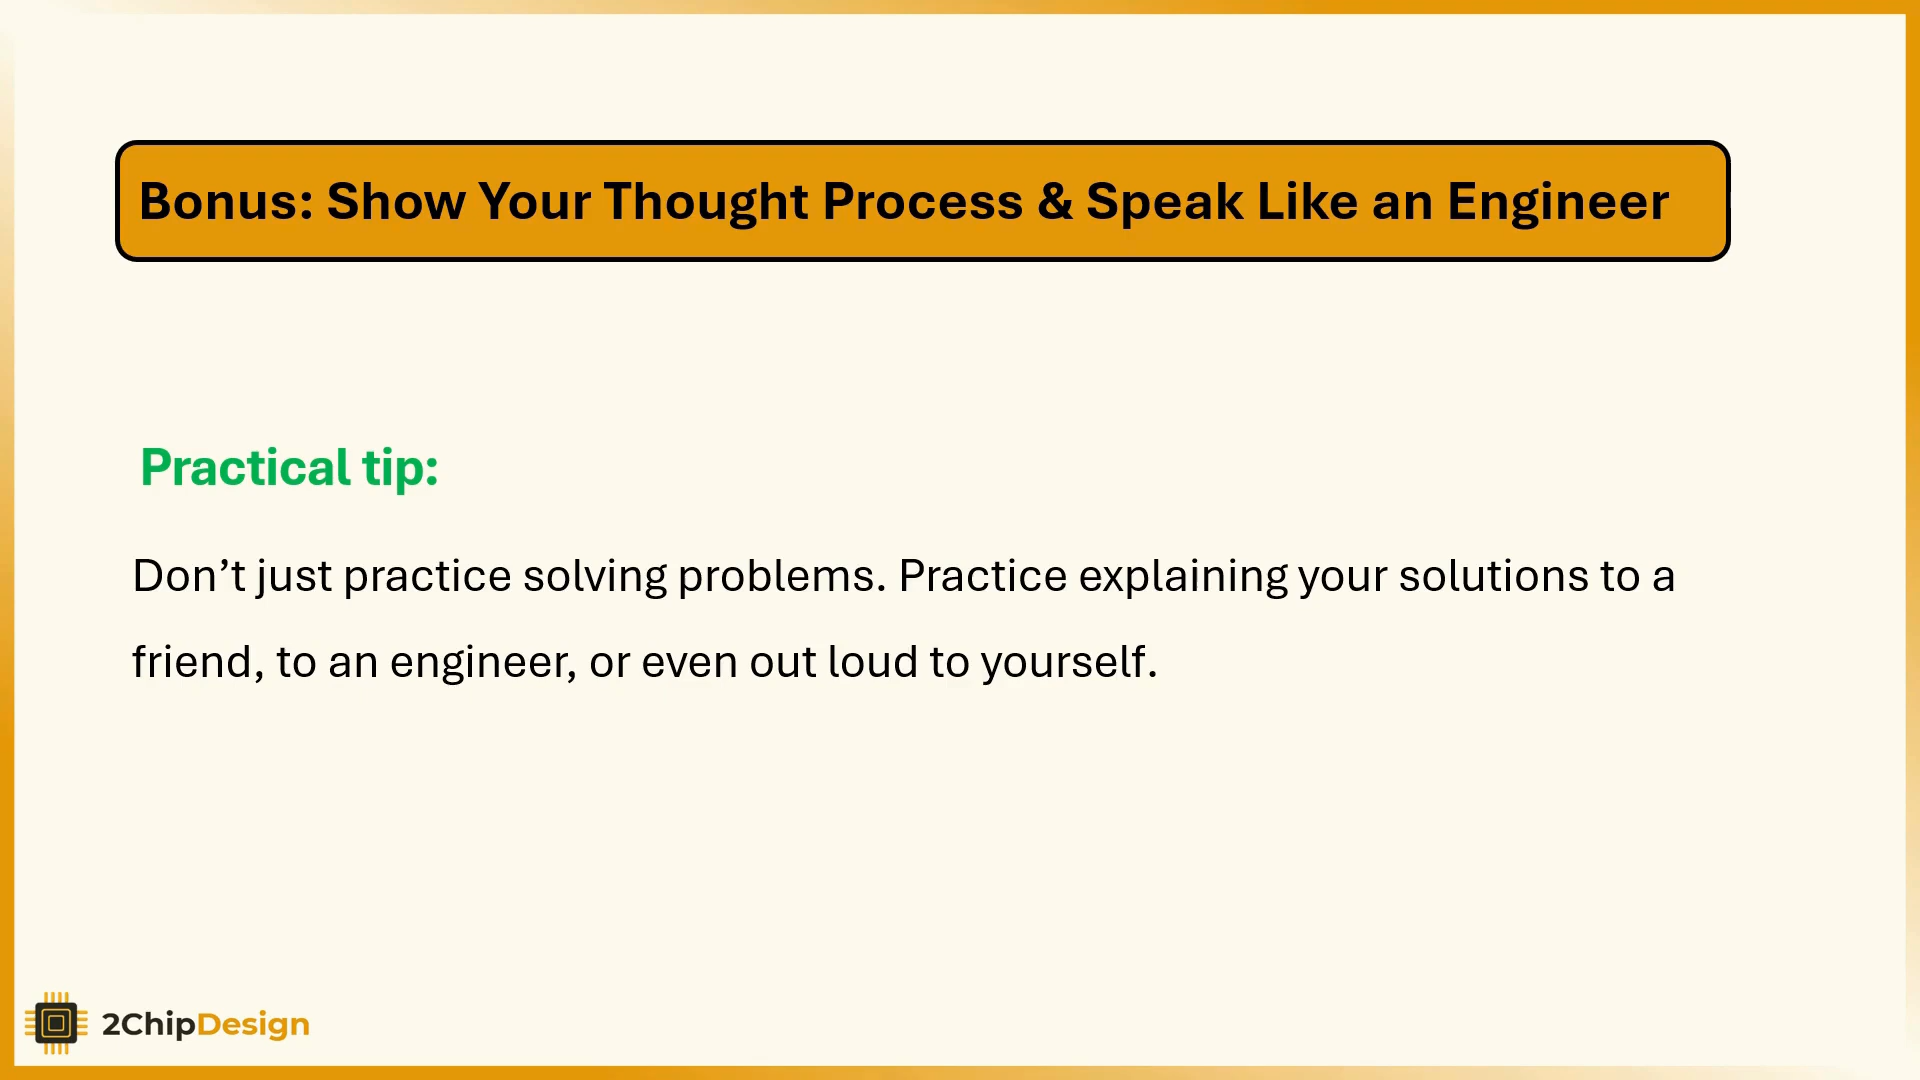 Bonus: Show Your Thought Process & Speak Like an Engineer
Practical tip:
Don’t just practice solving problems. Practice explaining your solutions to a
friend, to an engineer, or even out loud to yourself.
2ChipDesign